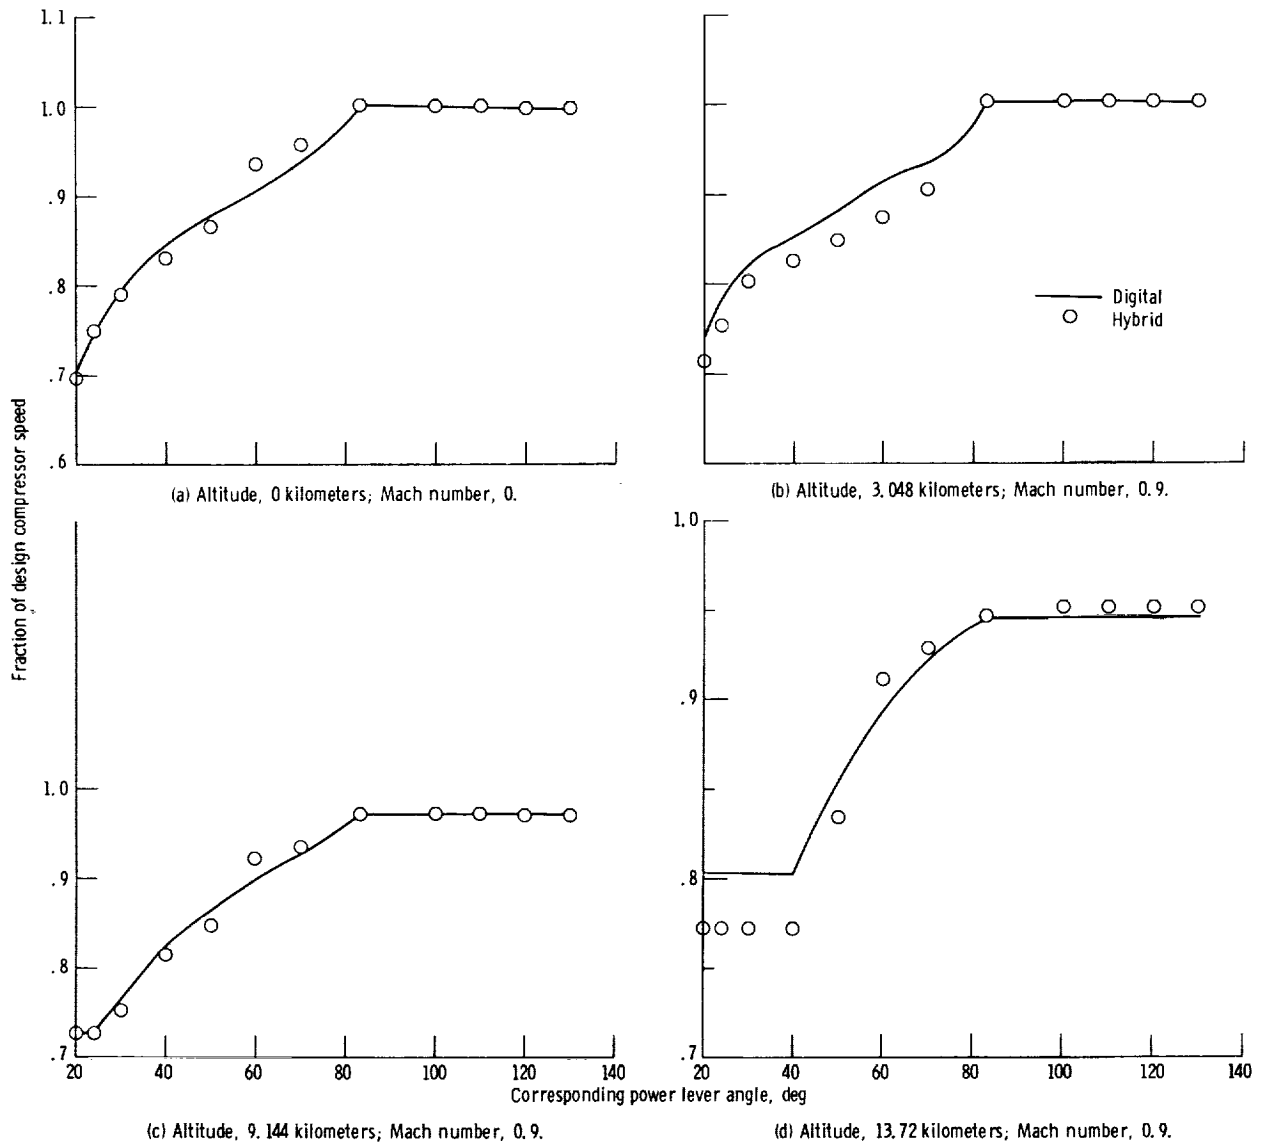 1.1
1.0
.9
.8
.7
.6
(a) Altitude, 0 kilometers; Mach number, 0.
Digital
Hybrid
(b) Altitude, 3.048 kilometers; Mach number, 0.9.
Fraction of design compressor speed
1.0
.9
.8
.7
20 40 60 80 100 120 140
(c) Altitude, 9.144 kilometers; Mach number, 0.9.
1.0
.9
.8
.7
20 40 60 80 100 120 140
Corresponding power lever angle, deg
(d) Altitude, 13.72 kilometers; Mach number, 0.9.